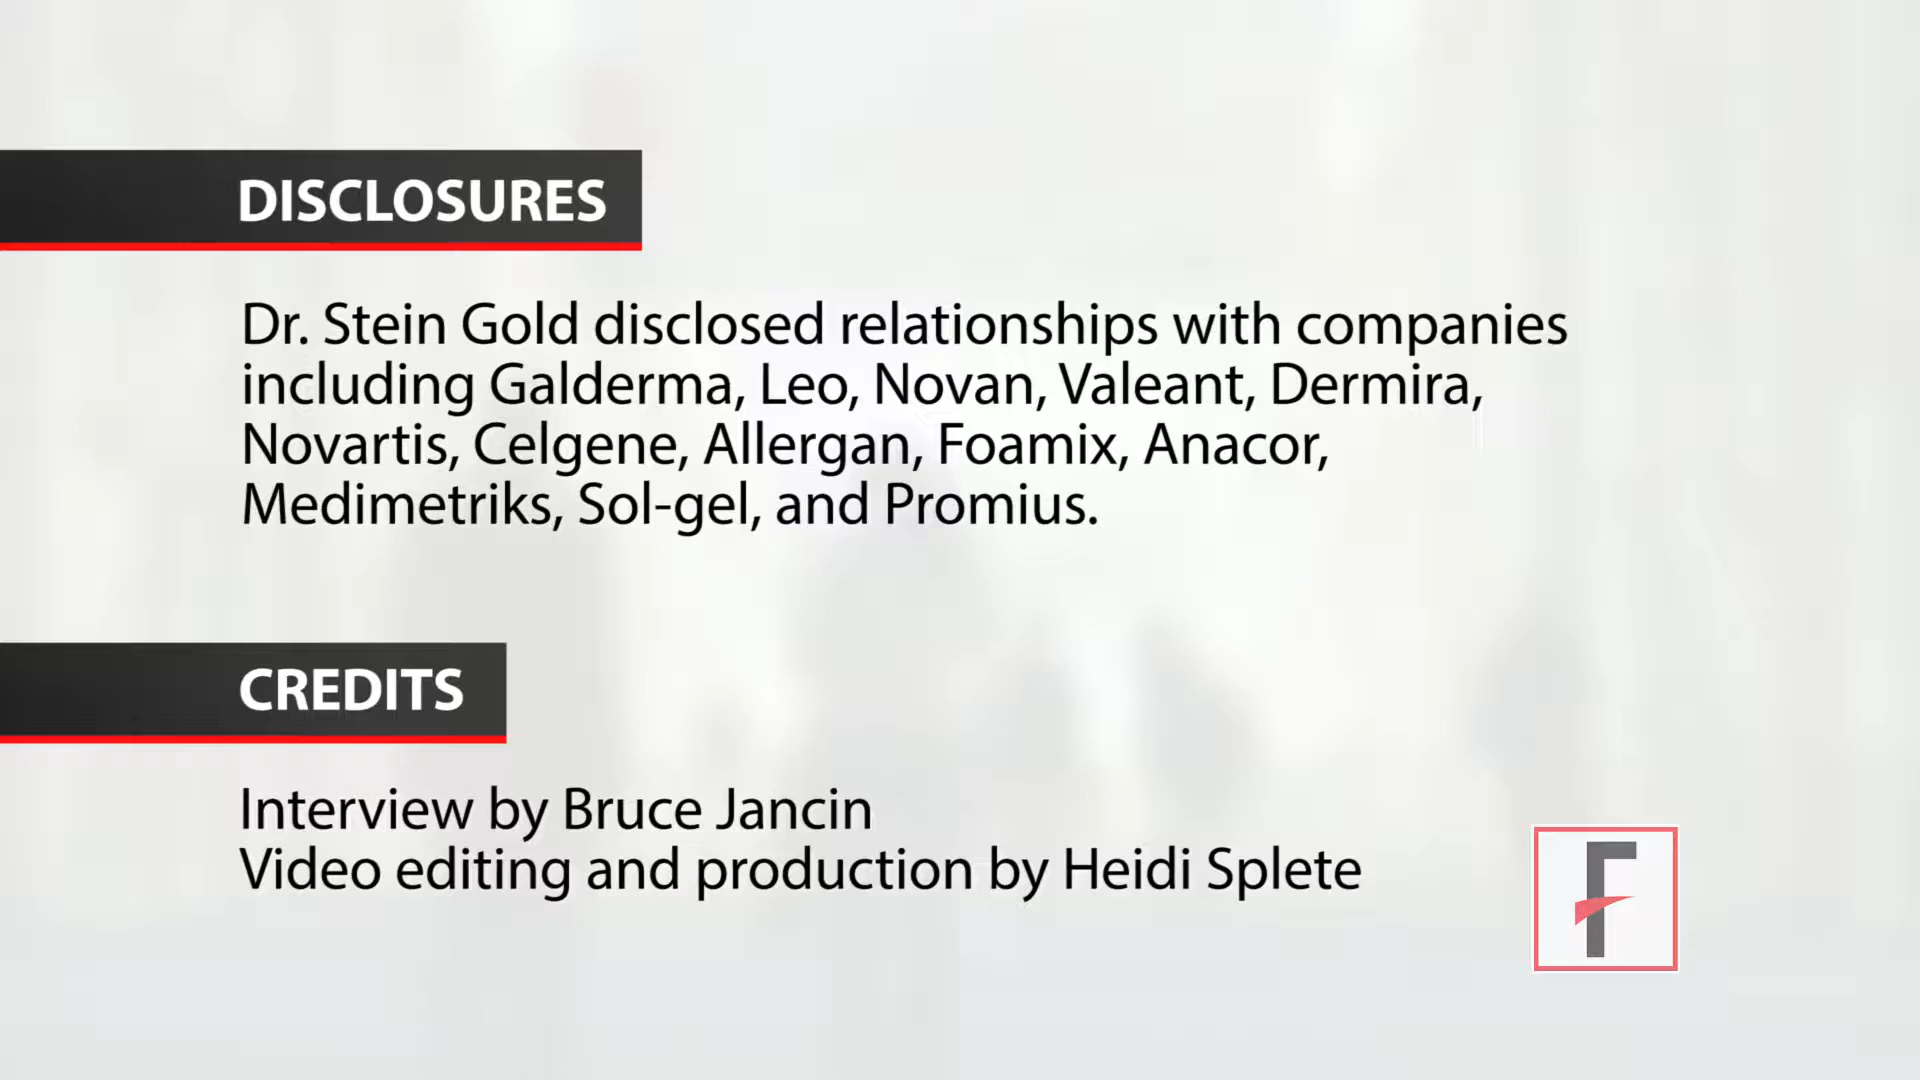 DISCLOSURES
Dr. Stein Gold disclosed relationships with companies
including Galderma, Leo, Novan, Valeant, Dermira,
Novartis, Celgene, Allergan, Foamix, Anacor,
Medimetriks, Sol-gel, and Promius.
CREDITS
Interview by Bruce Jancin
Video editing and production by Heidi Splete
F